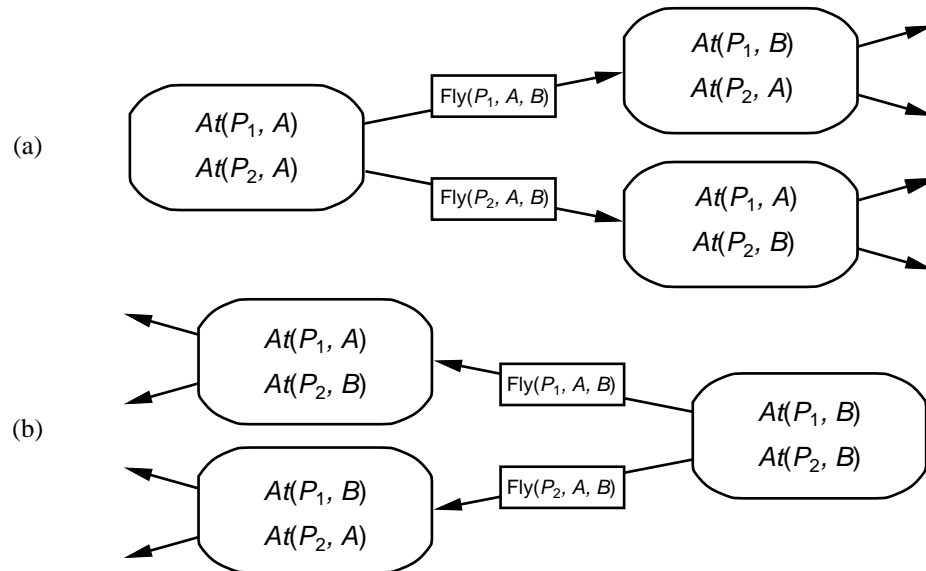 (a)
At(P₁, A)
At(P₂, A)
Fly(P₁, A, B)
Fly(P₂, A, B)
At(P₁, B)
At(P₂, A)
At(P₁, A)
At(P₂, B)
(b)
At(P₁, A)
At(P₂, B)
At(P₁, B)
At(P₂, A)
Fly(P₁, A, B)
Fly(P₂, A, B)
At(P₁, B)
At(P₂, B)